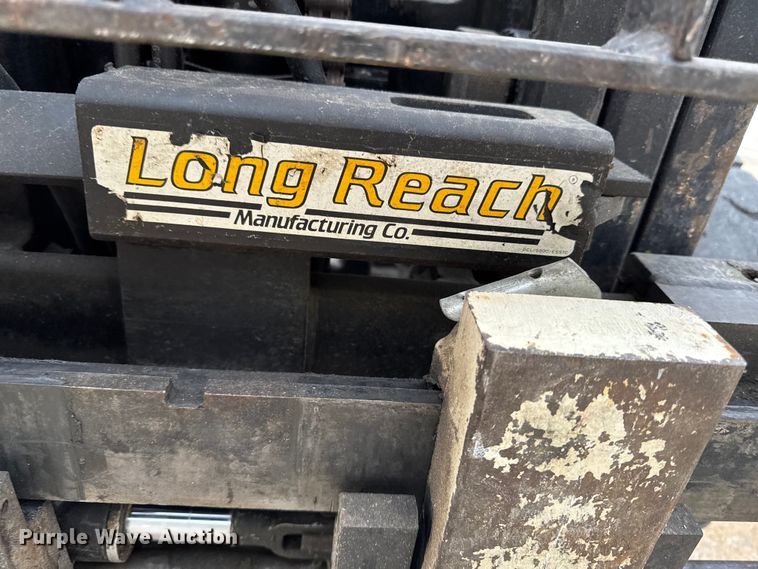 Long Reach
Manufacturing Co.
Purple Wave Auction